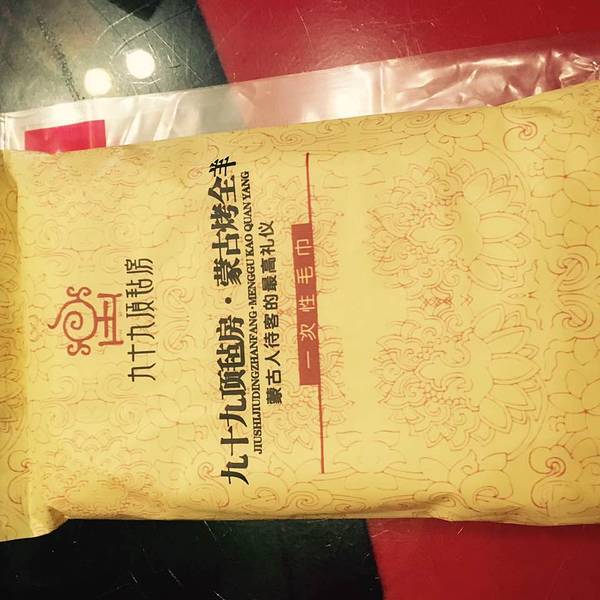 九十九顶毡房
九十九顶毡房·蒙古烤全羊
JIUSHIJIUDINGZHANFANG·MENGGU KAO QUAN YANG
蒙古人待客的最高礼仪
一次性毛巾